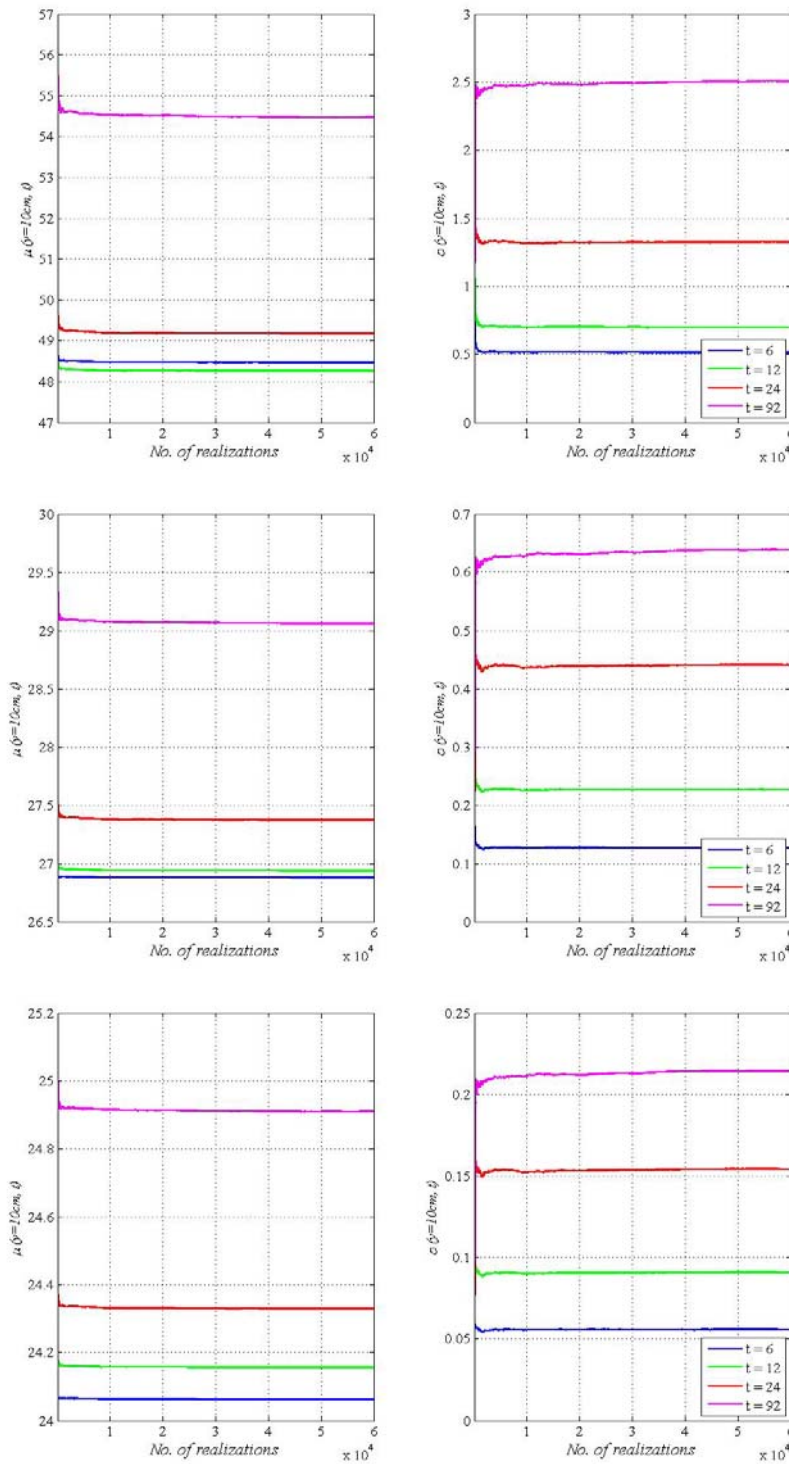 57
56
55
54
53
52
51
50
49
48
47
μ (y=10cm, t)
1 2 3 4 5 6
No. of realizations
x 10^4
3
2.5
2
1.5
1
0.5
0
σ (y=10cm, t)
t = 6
t = 12
t = 24
t = 92
0 1 2 3 4 5 6
No. of realizations
x 10^4
30
29.5
29
28.5
28
27.5
27
26.5
μ (y=10cm, t)
1 2 3 4 5 6
No. of realizations
x 10^4
0.7
0.6
0.5
0.4
0.3
0.2
0.1
0
σ (y=10cm, t)
t = 6
t = 12
t = 24
t = 92
0 1 2 3 4 5 6
No. of realizations
x 10^4
25.2
25
24.8
24.6
24.4
24.2
24
μ (y=10cm, t)
1 2 3 4 5 6
No. of realizations
x 10^4
0.25
0.2
0.15
0.1
0.05
0
σ (y=10cm, t)
t = 6
t = 12
t = 24
t = 92
0 1 2 3 4 5 6
No. of realizations
x 10^4